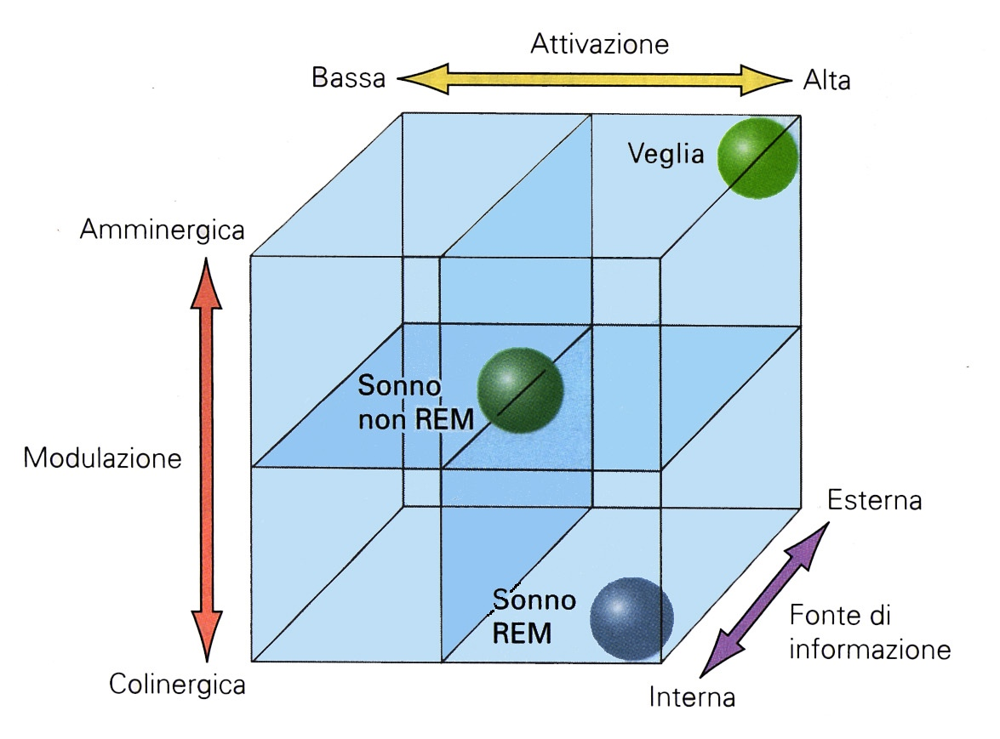 Attivazione
Bassa
Alta
Veglia
Amminergica
Sonno
non REM
Modulazione
Esterna
Sonno
REM
Fonte di
informazione
Colinergica
Interna